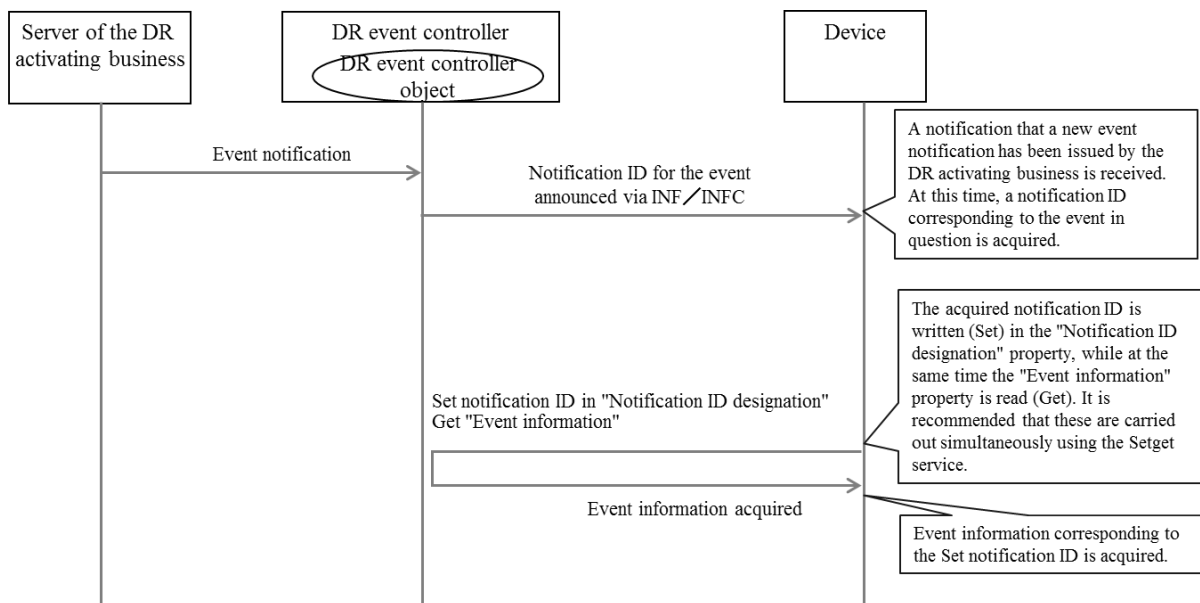 Server of the DR
activating business
DR event controller
DR event controller
object
Device
Event notification
Notification ID for the event
announced via INF／INFC
A notification that a new event
notification has been issued by the
DR activating business is received.
At this time, a notification ID
corresponding to the event in
question is acquired.
The acquired notification ID is
written (Set) in the "Notification ID
designation" property, while at the
same time the "Event information"
property is read (Get). It is
recommended that these are carried
out simultaneously using the Setget
service.
Set notification ID in "Notification ID designation"
Get "Event information"
Event information acquired
Event information corresponding to
the Set notification ID is acquired.